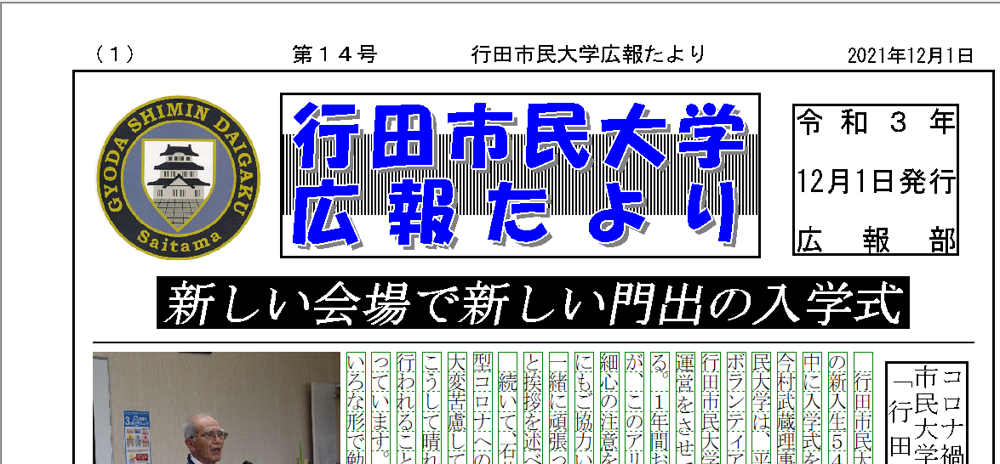 （１）　第１４号　行田市民大学広報たより　2021年12月1日
GYODA SHIMIN DAIGAKU
Saitama
行田市民大学
広報たより
令和３年
12月1日発行
広報部
新しい会場で新しい門出の入学式
コロナ禍
市民大学
「行田
行田市民大
の新入生５４
中に入学式を
今村武蔵理事
民大学は、平
ボランティア
行田市民大学
運営をさせて
る。１年間お
が、このアリ
細心の注意を
にもご協力い
一緒に頑張っ
と挨拶を述べ
続いて、石
型コロナへの
大変苦慮して
こうして晴れ
行われること
っています。
いろな形で勉